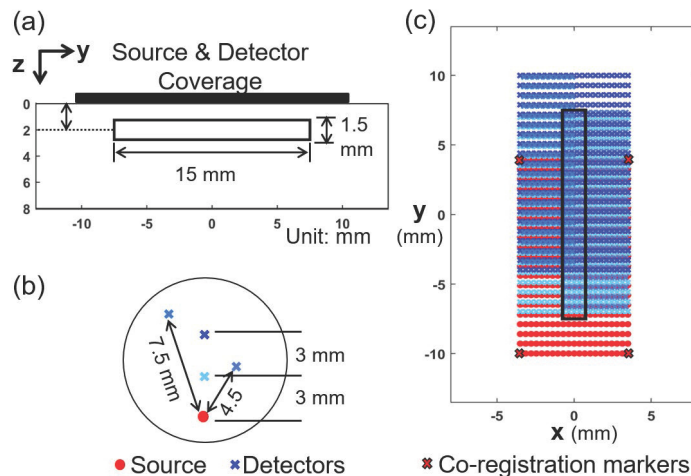 (a)
y
z
Source & Detector
Coverage
0
2
4
6
8
1.5
mm
15 mm
-10
-5
0
5
10
Unit: mm
(b)
7.5 mm
4.5
3 mm
3 mm
Source
Detectors
(c)
10
5
0
-5
-10
y
(mm)
-5
0
5
x (mm)
Co-registration markers